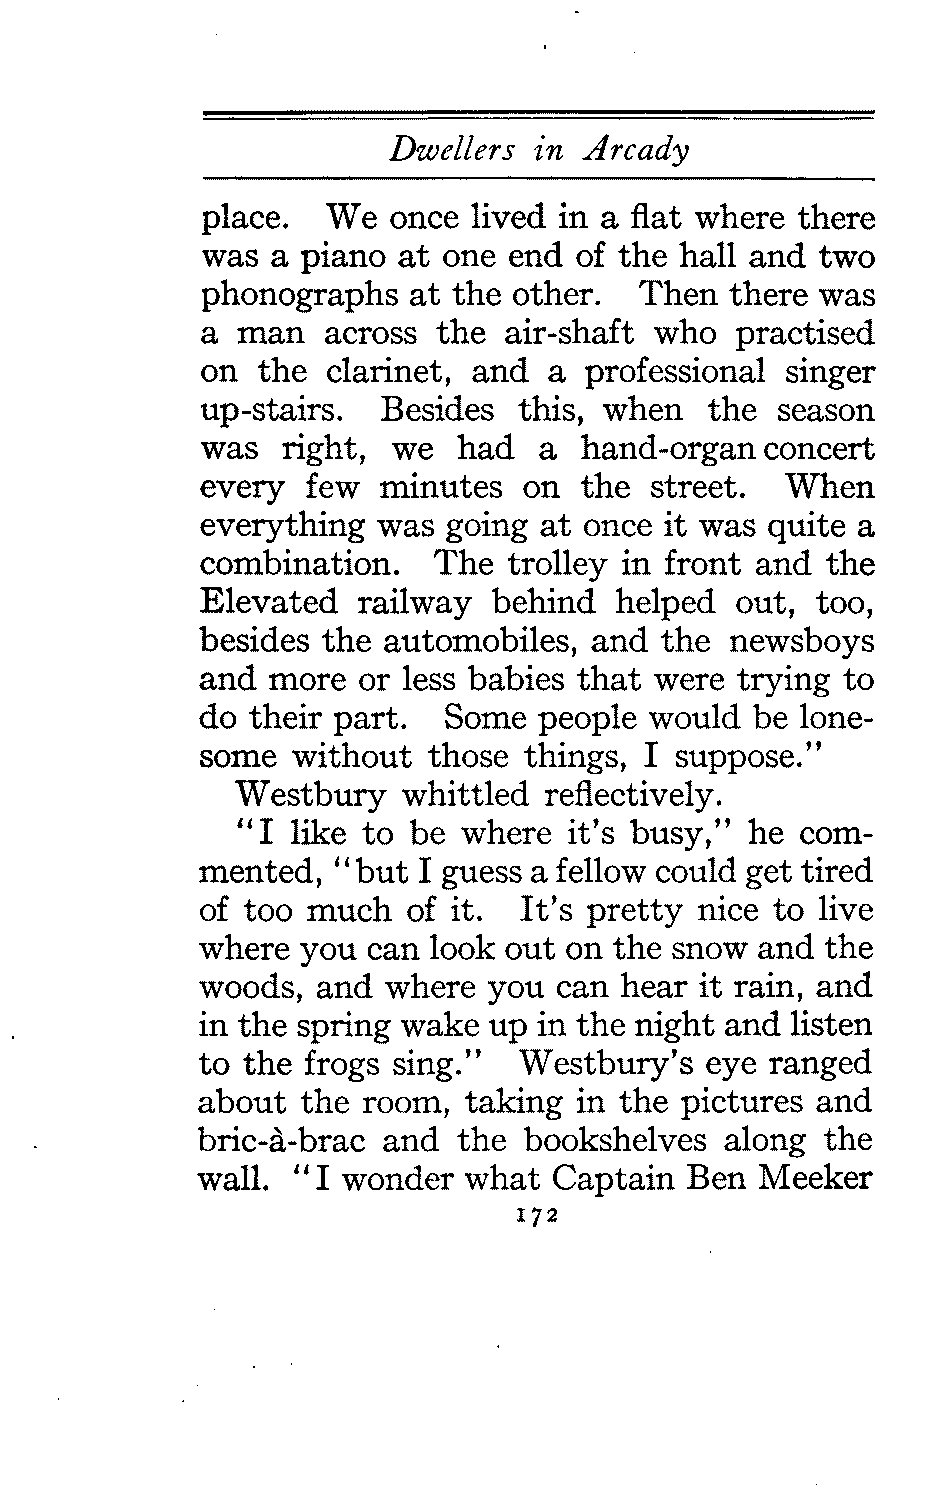 Dwellers in Arcady
place. We once lived in a flat where there
was a piano at one end of the hall and two
phonographs at the other. Then there was
a man across the air-shaft who practised
on the clarinet, and a professional singer
up-stairs. Besides this, when the season
was right, we had a hand-organ concert
every few minutes on the street. When
everything was going at once it was quite a
combination. The trolley in front and the
Elevated railway behind helped out, too,
besides the automobiles, and the newsboys
and more or less babies that were trying to
do their part. Some people would be lone-
some without those things, I suppose."
Westbury whittled reflectively.
"I like to be where it's busy," he com-
mented, "but I guess a fellow could get tired
of too much of it. It's pretty nice to live
where you can look out on the snow and the
woods, and where you can hear it rain, and
in the spring wake up in the night and listen
to the frogs sing." Westbury's eye ranged
about the room, taking in the pictures and
bric-à-brac and the bookshelves along the
wall. "I wonder what Captain Ben Meeker
172